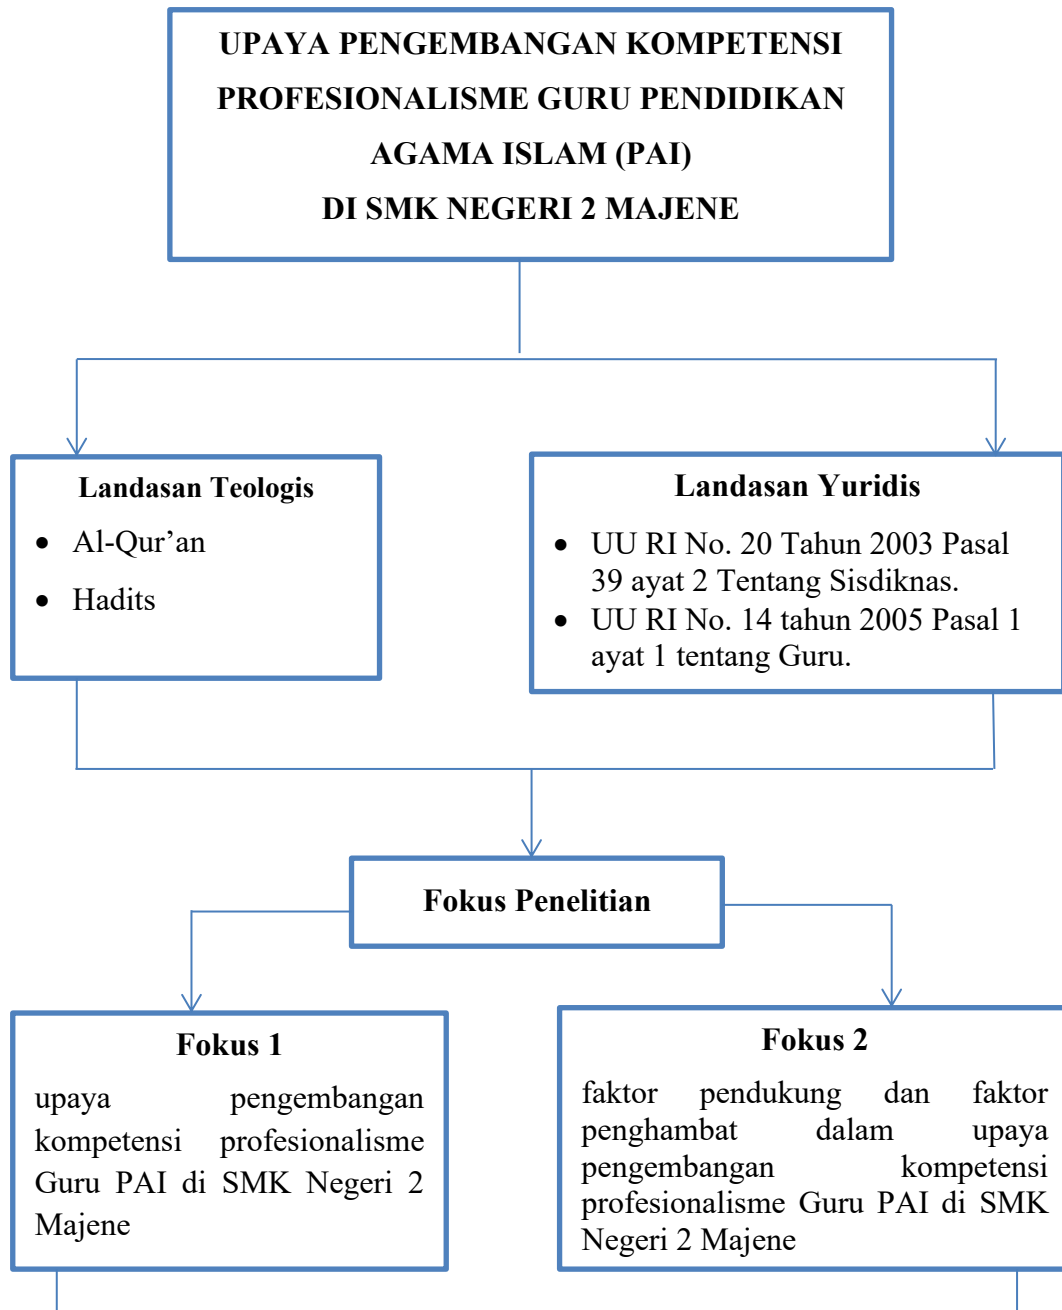 UPAYA PENGEMBANGAN KOMPETENSI
PROFESIONALISME GURU PENDIDIKAN
AGAMA ISLAM (PAI)
DI SMK NEGERI 2 MAJENE
Landasan Teologis
• Al-Qur’an
• Hadits
Landasan Yuridis
• UU RI No. 20 Tahun 2003 Pasal
39 ayat 2 Tentang Sisdiknas.
• UU RI No. 14 tahun 2005 Pasal 1
ayat 1 tentang Guru.
Fokus Penelitian
Fokus 1
upaya pengembangan
kompetensi profesionalisme
Guru PAI di SMK Negeri 2
Majene
Fokus 2
faktor pendukung dan faktor
penghambat dalam upaya
pengembangan kompetensi
profesionalisme Guru PAI di SMK
Negeri 2 Majene